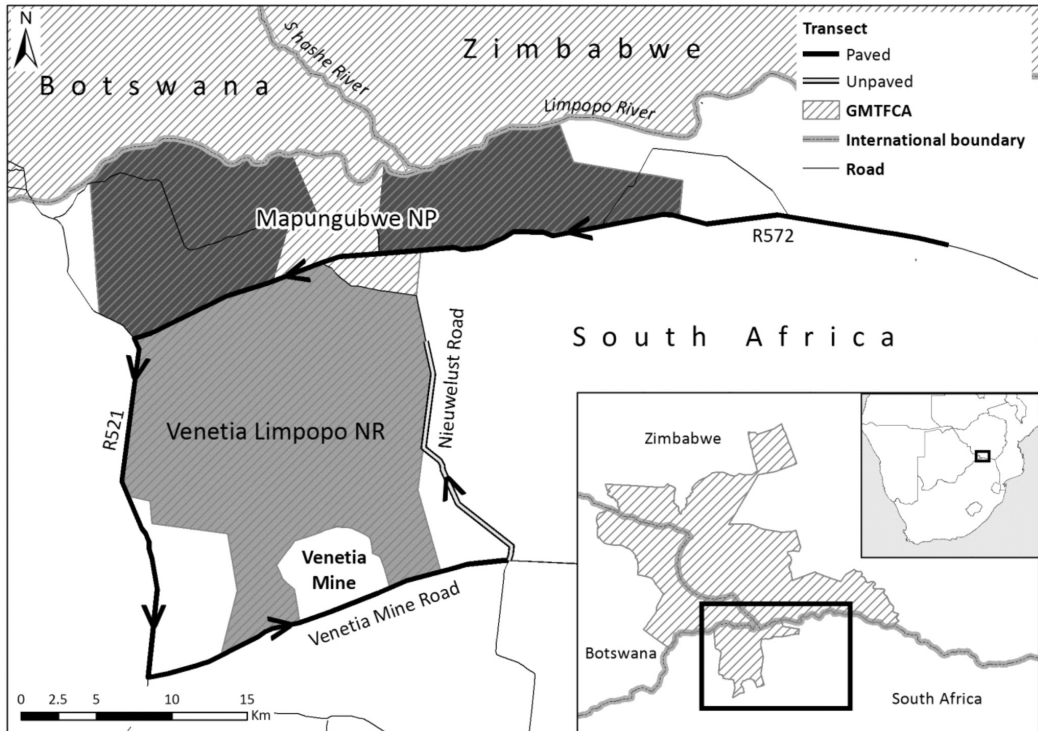 N
Botswana
Zimbabwe
Shashe River
Limpopo River
Transect
Paved
Unpaved
GMTFCA
International boundary
Road
Mapungubwe NP
R572
South Africa
Nieuwelust Road
R521
Venetia Limpopo NR
Venetia
Mine
Venetia Mine Road
0 2.5 5 10 15
Km
Zimbabwe
Botswana
South Africa